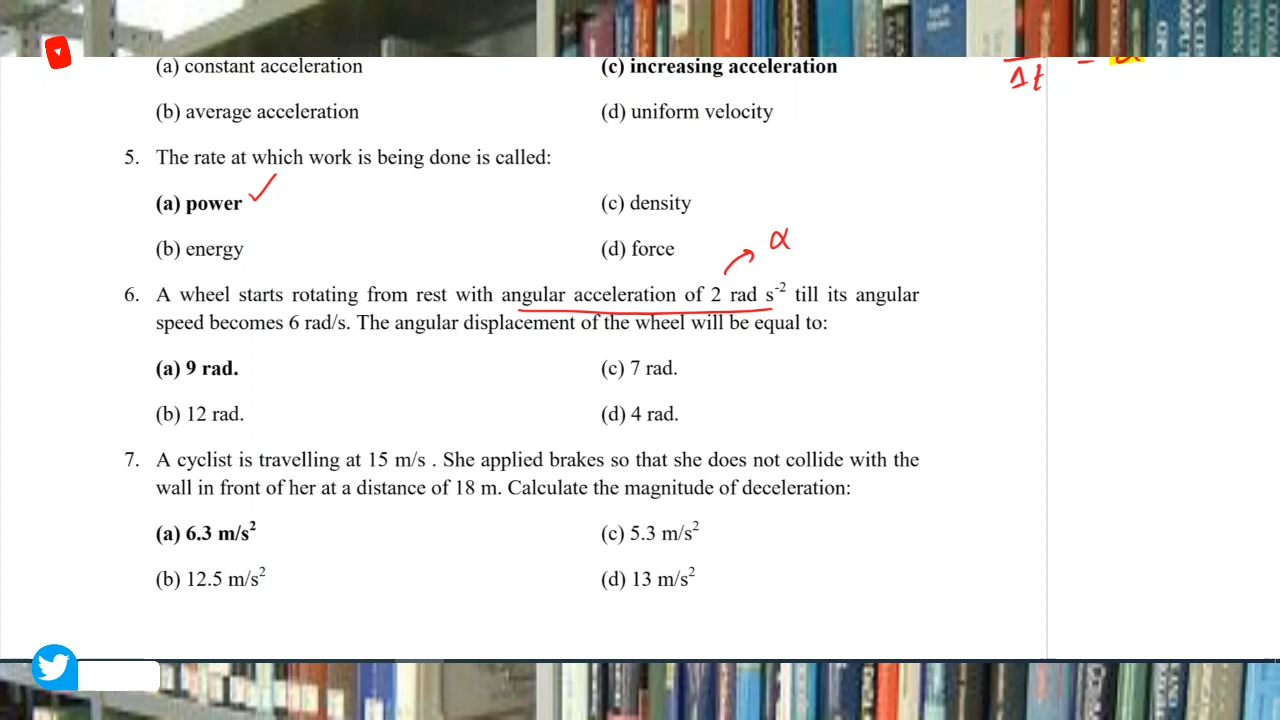 (a) constant acceleration (c) increasing acceleration
1t = α
(b) average acceleration (d) uniform velocity
5. The rate at which work is being done is called:
(a) power (c) density
(b) energy (d) force
α
6. A wheel starts rotating from rest with angular acceleration of 2 rad s⁻² till its angular
speed becomes 6 rad/s. The angular displacement of the wheel will be equal to:
(a) 9 rad. (c) 7 rad.
(b) 12 rad. (d) 4 rad.
7. A cyclist is travelling at 15 m/s . She applied brakes so that she does not collide with the
wall in front of her at a distance of 18 m. Calculate the magnitude of deceleration:
(a) 6.3 m/s² (c) 5.3 m/s²
(b) 12.5 m/s² (d) 13 m/s²